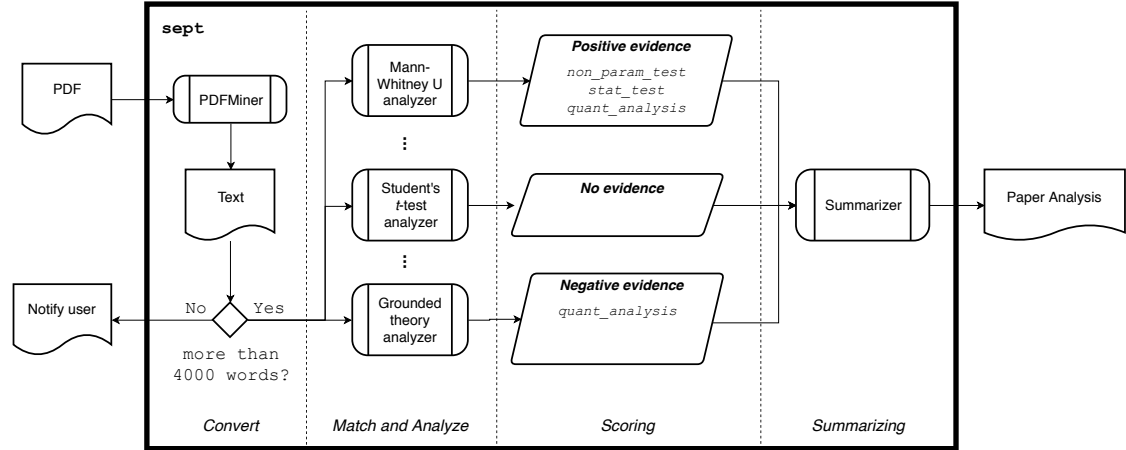 sept
PDF
PDFMiner
Text
No
Yes
more than
4000 words?
Notify user
Convert
Mann-
Whitney U
analyzer
...
Student's
t-test
analyzer
...
Grounded
theory
analyzer
Match and Analyze
Positive evidence
non_param_test
stat_test
quant_analysis
No evidence
Negative evidence
quant_analysis
Scoring
Summarizer
Summarizing
Paper Analysis